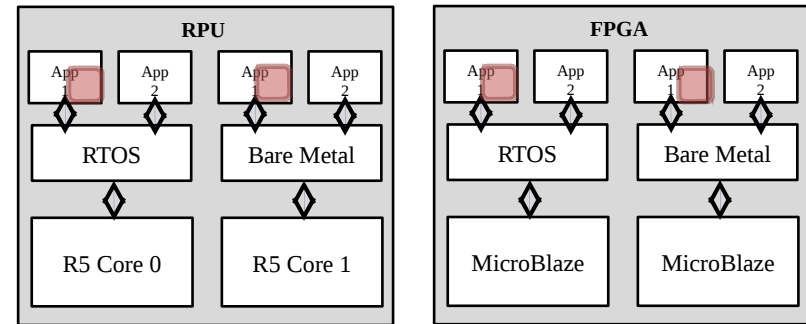 RPU
App 1
App 2
App 1
App 2
RTOS
Bare Metal
R5 Core 0
R5 Core 1
FPGA
App 1
App 2
App 1
App 2
RTOS
Bare Metal
MicroBlaze
MicroBlaze